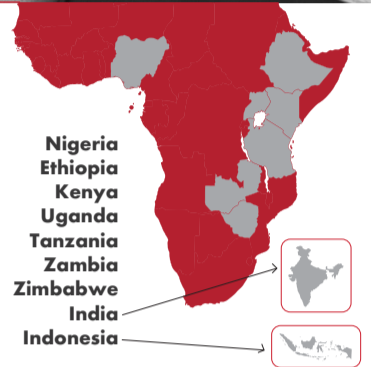 Nigeria
Ethiopia
Kenya
Uganda
Tanzania
Zambia
Zimbabwe
India
Indonesia